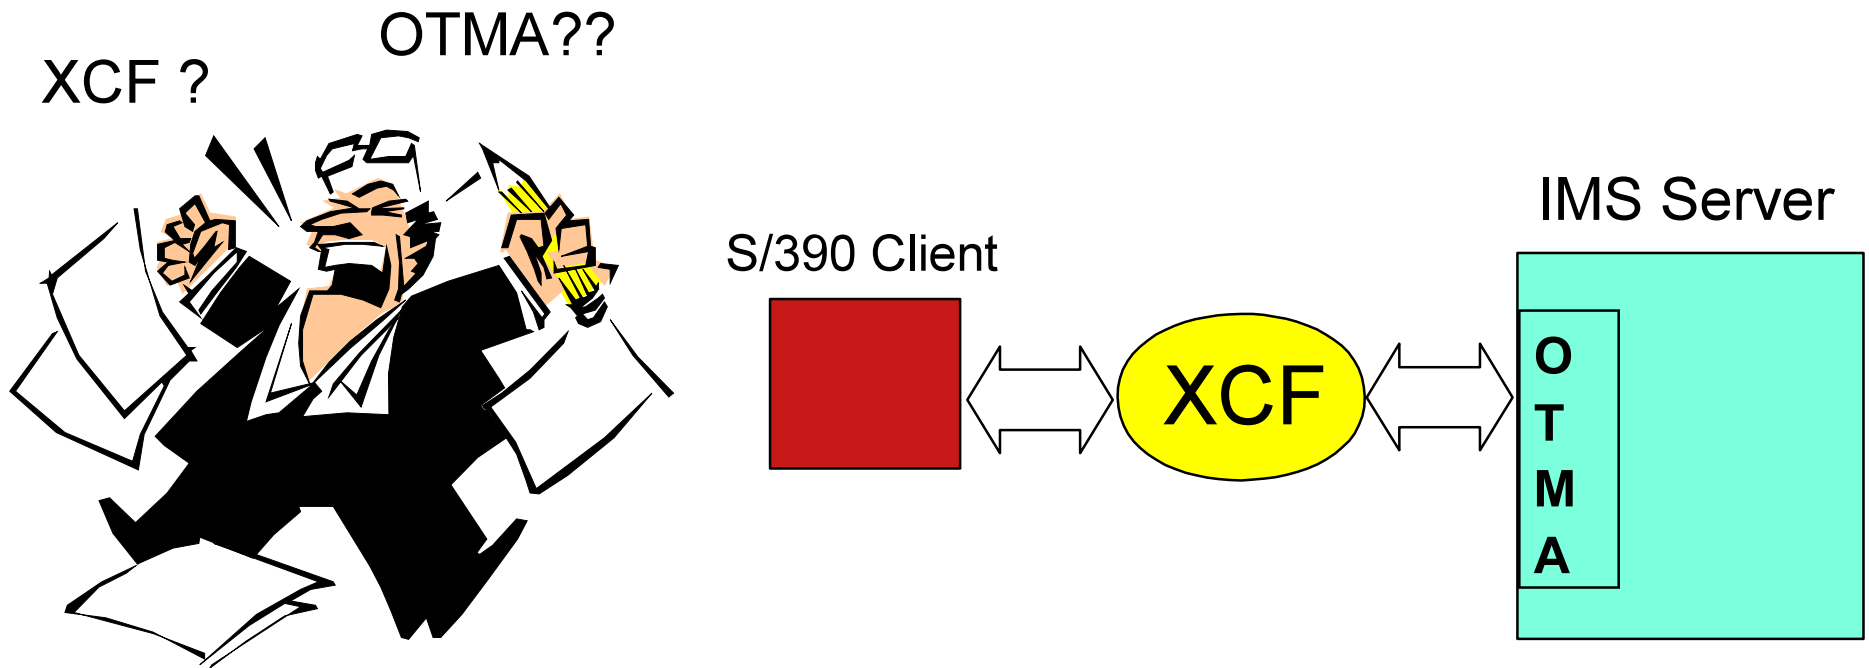 OTMA??
XCF ?
IMS Server
S/390 Client
XCF
O
T
M
A